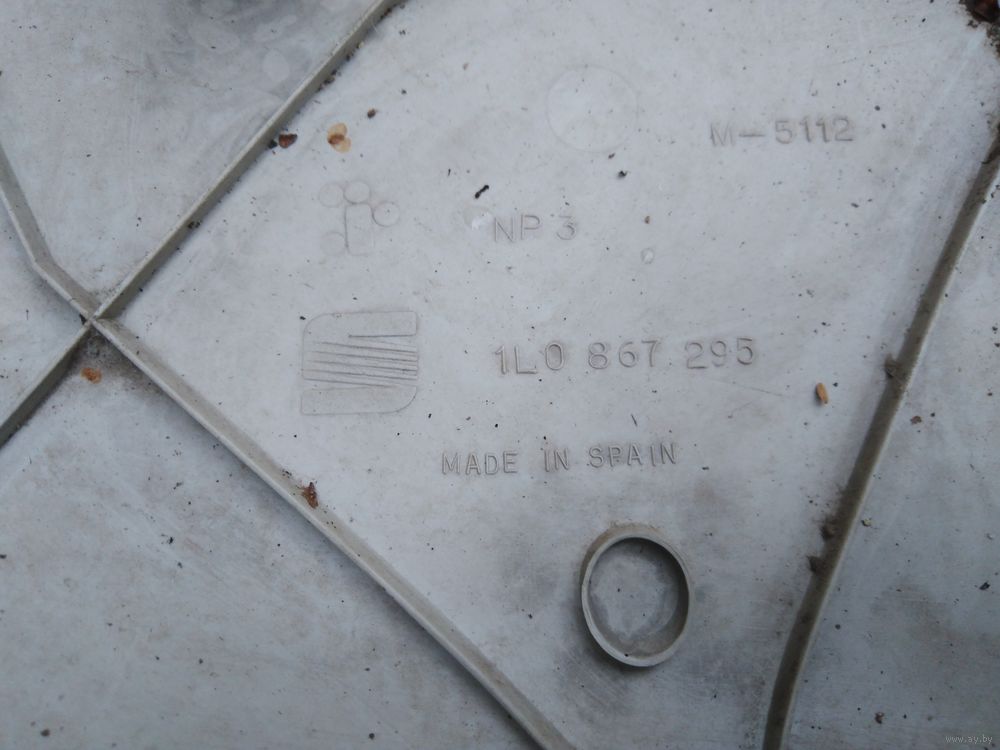 M-5112
NP 3
1L0 867 295
MADE IN SPAIN
www.ay.by